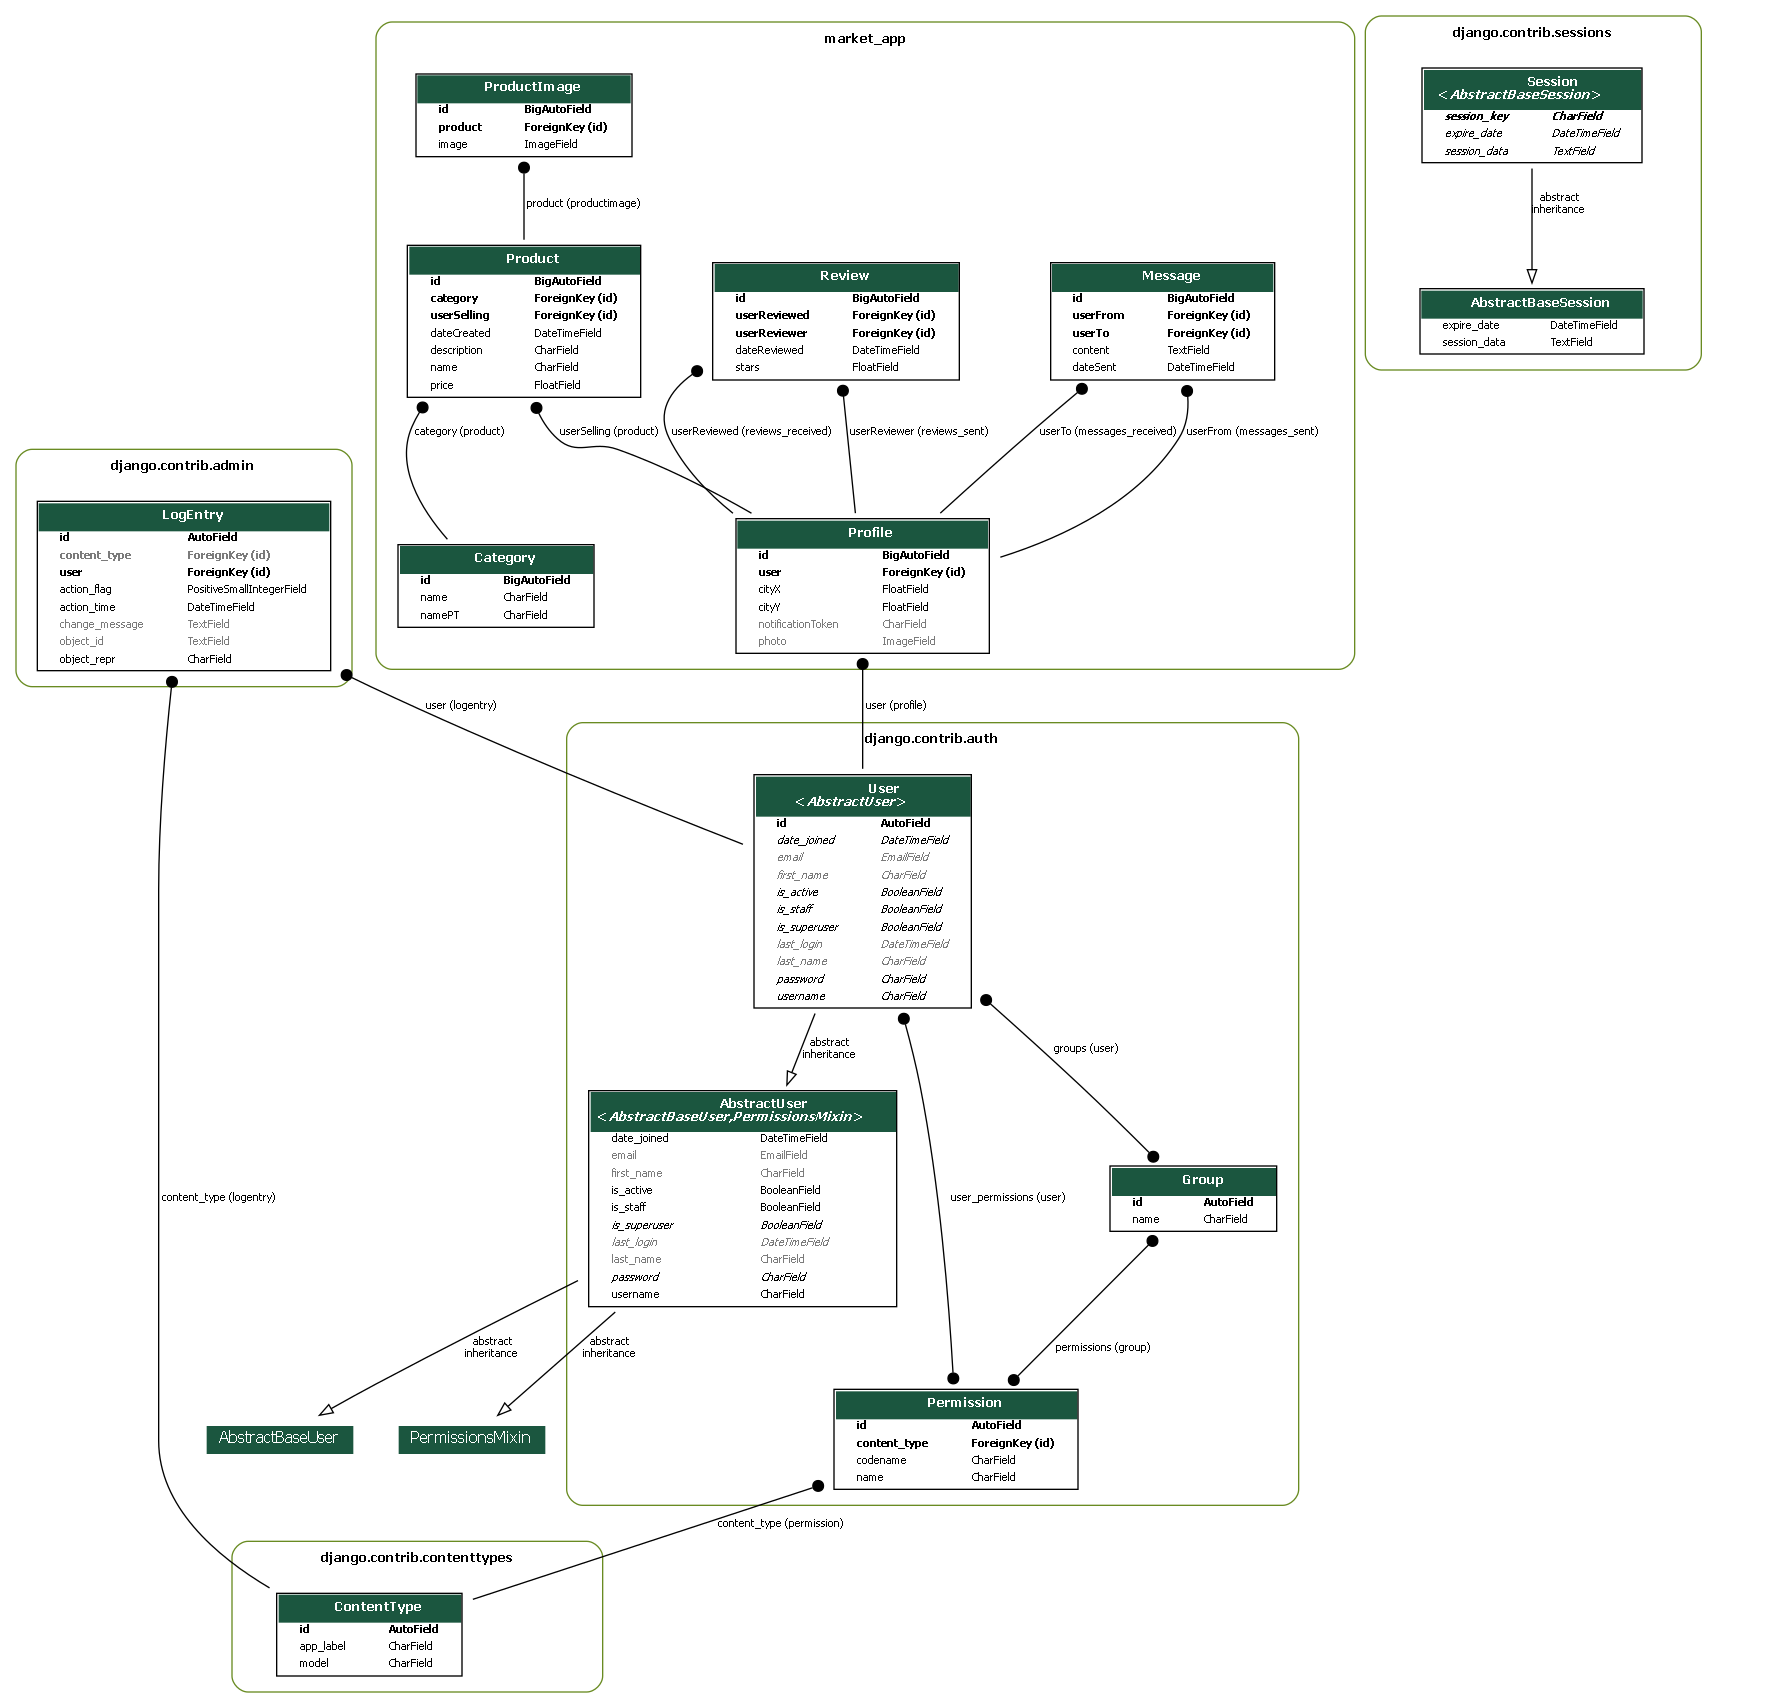 market_app
ProductImage
id BigAutoField
product ForeignKey (id)
image ImageField
product (productimage)
Product
id BigAutoField
category ForeignKey (id)
userSelling ForeignKey (id)
dateCreated DateTimeField
description CharField
name CharField
price FloatField
Review
id BigAutoField
userReviewed ForeignKey (id)
userReviewer ForeignKey (id)
dateReviewed DateTimeField
stars FloatField
Message
id BigAutoField
userFrom ForeignKey (id)
userTo ForeignKey (id)
content TextField
dateSent DateTimeField
category (product)
userSelling (product)
userReviewed (reviews_received)
userReviewer (reviews_sent)
userTo (messages_received)
userFrom (messages_sent)
Category
id BigAutoField
name CharField
namePT CharField
Profile
id BigAutoField
user ForeignKey (id)
cityX FloatField
cityY FloatField
notificationToken CharField
photo ImageField
django.contrib.sessions
Session
<AbstractBaseSession>
session_key CharField
expire_date DateTimeField
session_data TextField
abstract
inheritance
AbstractBaseSession
expire_date DateTimeField
session_data TextField
django.contrib.admin
LogEntry
id AutoField
content_type ForeignKey (id)
user ForeignKey (id)
action_flag PositiveSmallIntegerField
action_time DateTimeField
change_message TextField
object_id TextField
object_repr CharField
user (logentry)
user (profile)
django.contrib.auth
User
<AbstractUser>
id AutoField
date_joined DateTimeField
email EmailField
first_name CharField
is_active BooleanField
is_staff BooleanField
is_superuser BooleanField
last_login DateTimeField
last_name CharField
password CharField
username CharField
abstract
inheritance
groups (user)
AbstractUser
<AbstractBaseUser,PermissionsMixin>
date_joined DateTimeField
email EmailField
first_name CharField
is_active BooleanField
is_staff BooleanField
is_superuser BooleanField
last_login DateTimeField
last_name CharField
password CharField
username CharField
content_type (logentry)
user_permissions (user)
Group
id AutoField
name CharField
abstract
inheritance
abstract
inheritance
permissions (group)
AbstractBaseUser
PermissionsMixin
Permission
id AutoField
content_type ForeignKey (id)
codename CharField
name CharField
content_type (permission)
django.contrib.contenttypes
ContentType
id AutoField
app_label CharField
model CharField